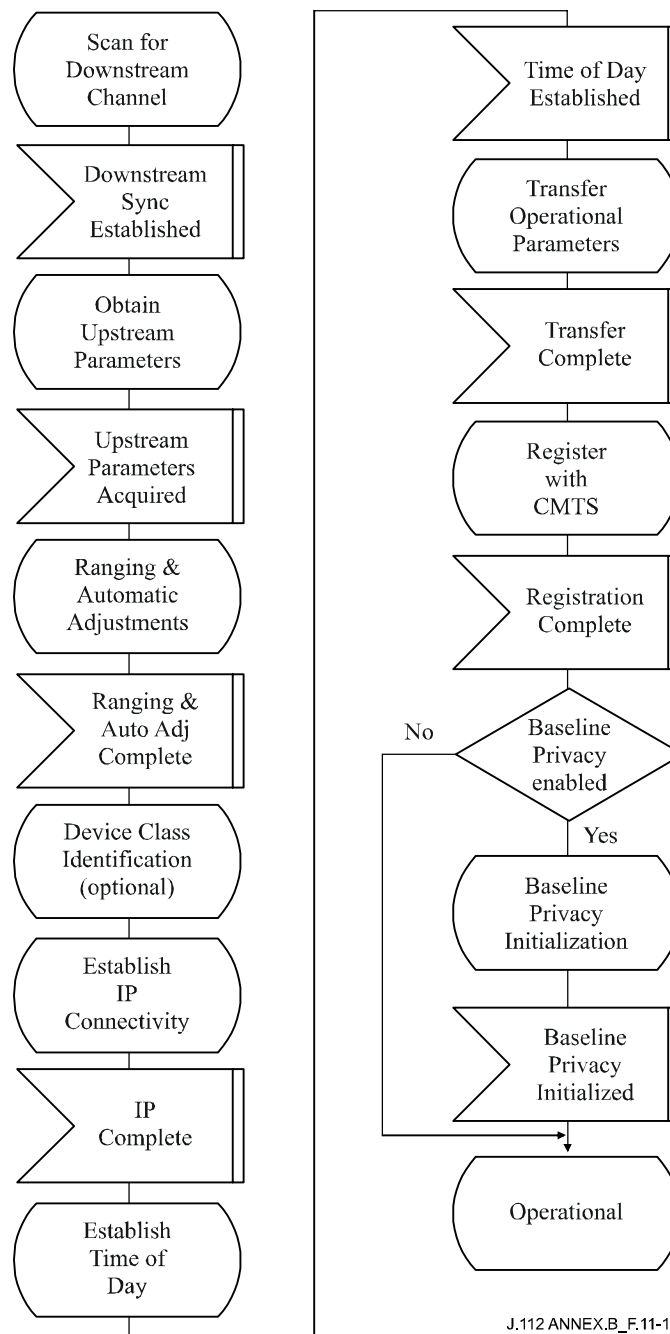 Scan for
Downstream
Channel
Downstream
Sync
Established
Obtain
Upstream
Parameters
Upstream
Parameters
Acquired
Ranging &
Automatic
Adjustments
Ranging &
Auto Adj
Complete
Device Class
Identification
(optional)
Establish
IP
Connectivity
IP
Complete
Establish
Time of
Day
Time of Day
Established
Transfer
Operational
Parameters
Transfer
Complete
Register
with
CMTS
Registration
Complete
No
Baseline
Privacy
enabled
Yes
Baseline
Privacy
Initialization
Baseline
Privacy
Initialized
Operational
J.112 ANNEX.B_F.11-1